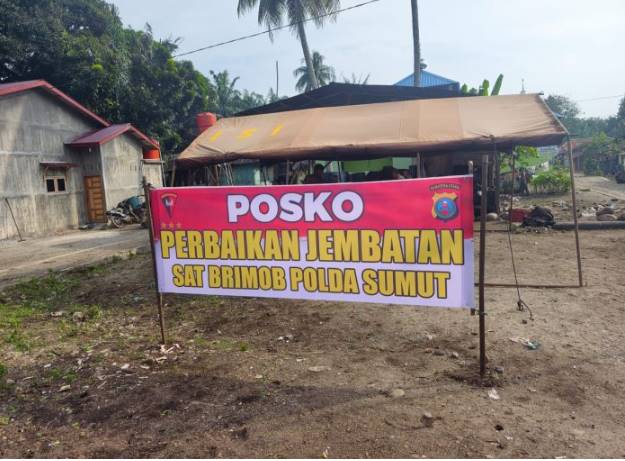 POSKO
PERBAIKAN JEMBATAN
SAT BRIMOB POLDA SUMUT